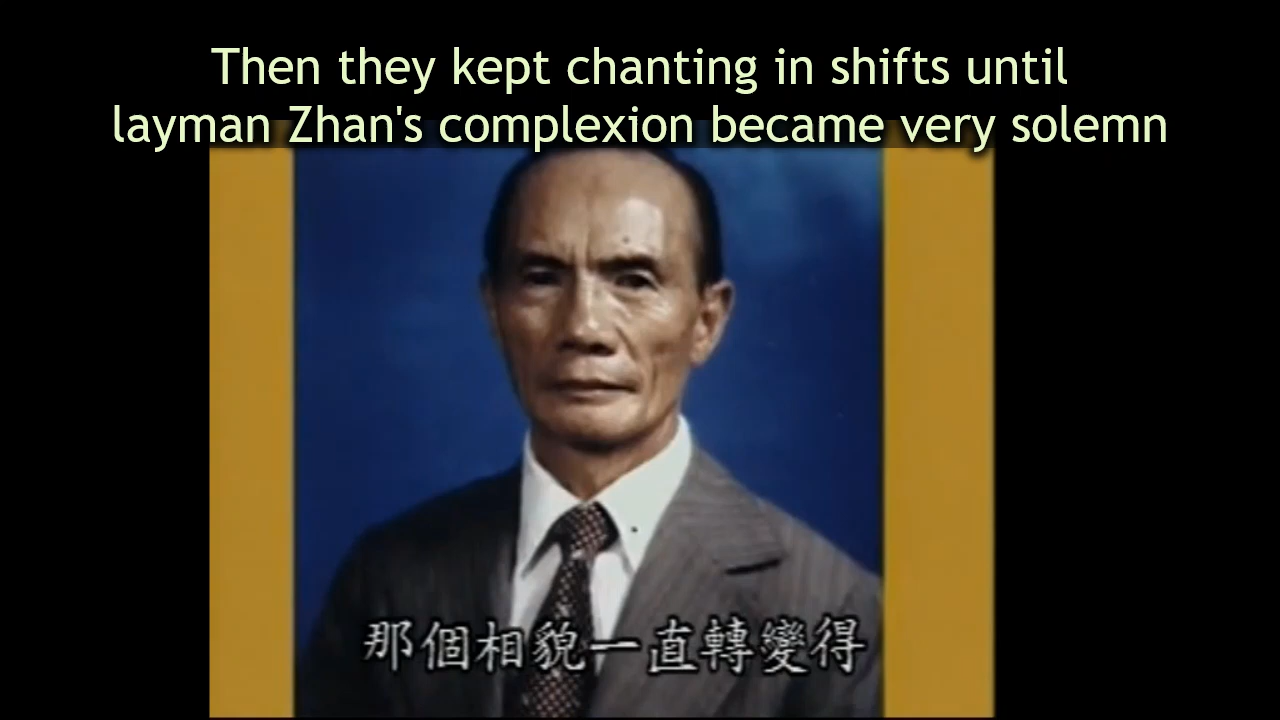 Then they kept chanting in shifts until
layman Zhan's complexion became very solemn
那個相貌一直轉變得